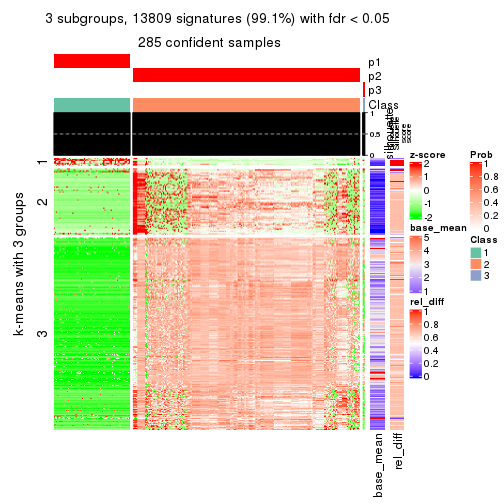 3 subgroups, 13809 signatures (99.1%) with fdr < 0.05
285 confident samples
p1
p2
p3
Class
1
0.5
0
silhouette
k-means with 3 groups
1
2
3
base_mean
rel_diff
z-score
2
1
0
-1
-2
base_mean
5
4
3
2
1
rel_diff
1
0.8
0.6
0.4
0.2
0
Prob
1
0.8
0.6
0.4
0.2
0
Class
1
2
3